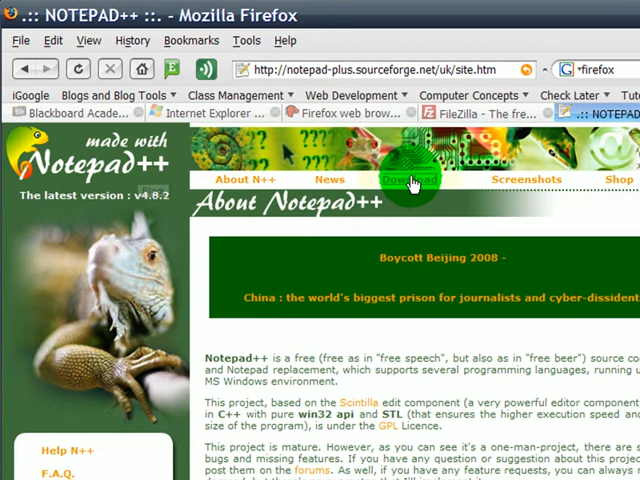 .:: NOTEPAD++ ::. - Mozilla Firefox
File Edit View History Bookmarks Tools Help
http://notepad-plus.sourceforge.net/uk/site.htm
firefox
iGoogle Blogs and Blog Tools Class Management Web Development Computer Concepts Check Later T
Blackboard Acade... Internet Explorer ... Firefox web brow... FileZilla - The fre... .:: NOTEPAD
made with
Notepad++
The latest version : v4.8.2
About N++ News Download Screenshots Shop
About Notepad++
Boycott Beijing 2008 -
China : the world's biggest prison for journalists and cyber-dissident
Notepad++ is a free (free as in "free speech", but also as in "free beer") source co
and Notepad replacement, which supports several programming languages, running u
MS Windows environment.
This project, based on the Scintilla edit component (a very powerful editor componen
in C++ with pure win32 api and STL (that ensures the higher execution speed and
size of the program), is under the GPL Licence.
This project is mature. However, as you can see it's a one-man-project, there are s
bugs and missing features. If you have any question or suggestion about this projec
post them on the forums. As well, if you have any feature requests, you can always
Help N++
F.A.Q.